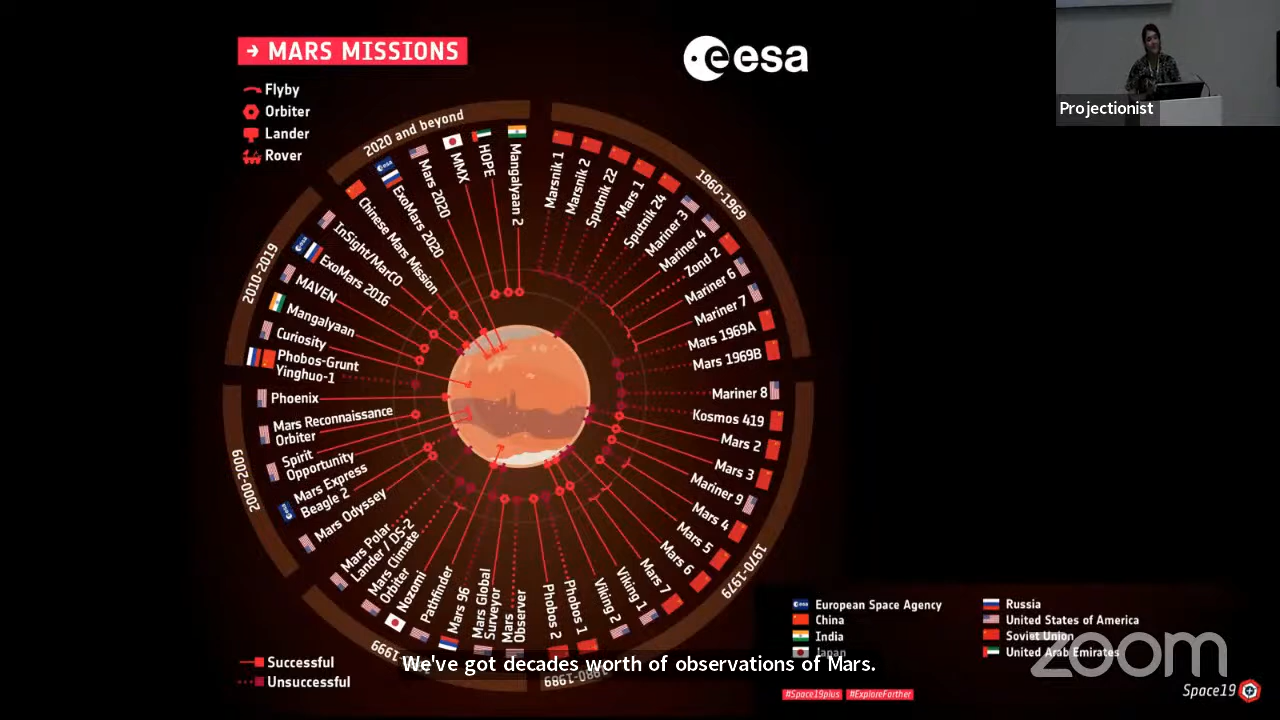 → MARS MISSIONS
Flyby
Orbiter
Lander
Rover
esa
Projectionist
2020 and beyond
1960-1969
1970-1979
1980-1989
1999
2000-2009
2010-2019
Marsnik 1
Marsnik 2
Sputnik 22
Mars 1
Sputnik 24
Mariner 3
Mariner 4
Zond 2
Mariner 6
Mariner 7
Mars 1969A
Mars 1969B
Mariner 8
Kosmos 419
Mars 2
Mars 3
Mariner 9
Mars 4
Mars 5
Mars 6
Mars 7
Viking 1
Viking 2
Phobos 1
Phobos 2
Mars
Observer
Mars Global
Surveyor
Mars 96
Pathfinder
Nozomi
Mars Climate
Orbiter
Mars Polar
Lander / DS-2
Mars Odyssey
Mars Express
Beagle 2
Opportunity
Spirit
Mars Reconnaissance
Orbiter
Phoenix
Phobos-Grunt
Yinghuo-1
Curiosity
Mangalyaan
MAVEN
ExoMars 2016
InSight/MarCO
Chinese Mars Mission
ExoMars 2020
Mars 2020
MMX
HOPE
Mangalyaan 2
Successful
Unsuccessful
We've got decades worth of observations of Mars.
European Space Agency
China
India
Japan
Russia
United States of America
Soviet Union
United Arab Emirates
zoom
#Space19plus #ExploreFarther
Space19